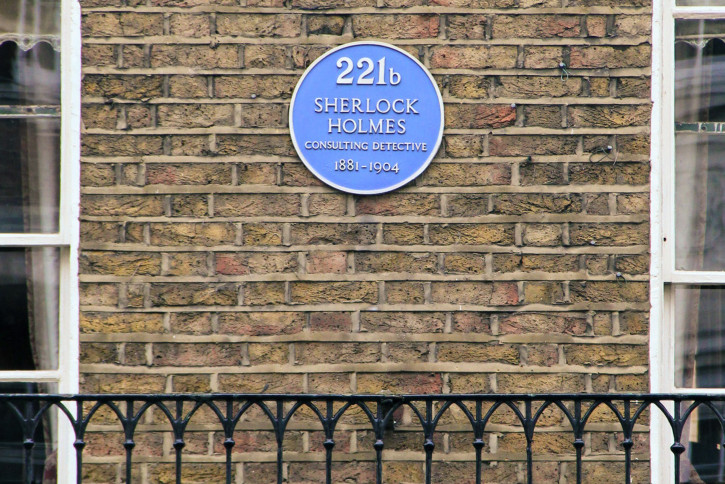 221b
SHERLOCK
HOLMES
CONSULTING DETECTIVE
1881-1904